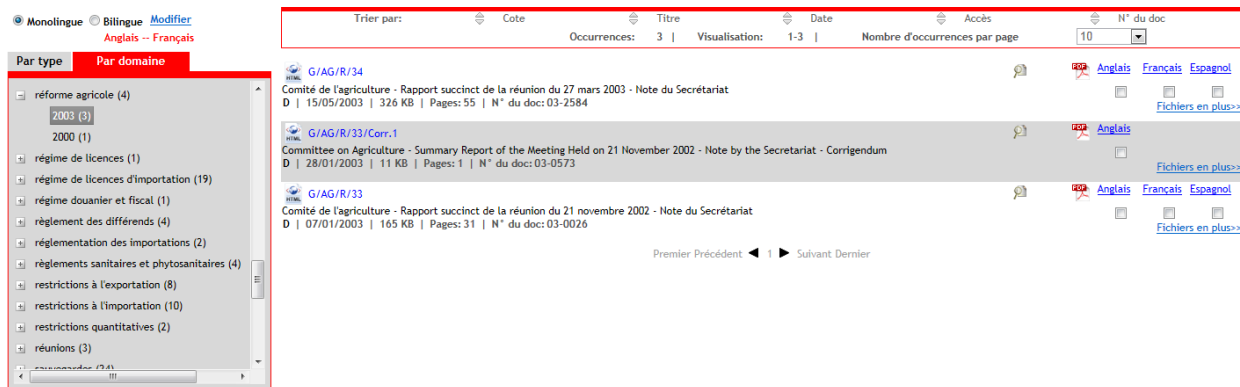 Monolingue Bilingue Modifier
Anglais -- Français
Par type Par domaine
réforme agricole (4)
2003 (3)
2000 (1)
régime de licences (1)
régime de licences d'importation (19)
régime douanier et fiscal (1)
règlement des différends (4)
réglementation des importations (2)
règlements sanitaires et phytosanitaires (4)
restrictions à l'exportation (8)
restrictions à l'importation (10)
restrictions quantitatives (2)
réunions (3)
sauvegardes (24)
Trier par: Cote Titre Date Accès N° du doc
Occurrences: 3 | Visualisation: 1-3 | Nombre d'occurrences par page 10
HTML G/AG/R/34 PDF Anglais Français Espagnol
Comité de l'agriculture - Rapport succinct de la réunion du 27 mars 2003 - Note du Secrétariat
D | 15/05/2003 | 326 KB | Pages: 55 | N° du doc: 03-2584
Fichiers en plus>>
HTML G/AG/R/33/Corr.1 PDF Anglais
Committee on Agriculture - Summary Report of the Meeting Held on 21 November 2002 - Note by the Secretariat - Corrigendum
D | 28/01/2003 | 11 KB | Pages: 1 | N° du doc: 03-0573
Fichiers en plus>>
HTML G/AG/R/33 PDF Anglais Français Espagnol
Comité de l'agriculture - Rapport succinct de la réunion du 21 novembre 2002 - Note du Secrétariat
D | 07/01/2003 | 165 KB | Pages: 31 | N° du doc: 03-0026
Fichiers en plus>>
Premier Précédent 1 Suivant Dernier